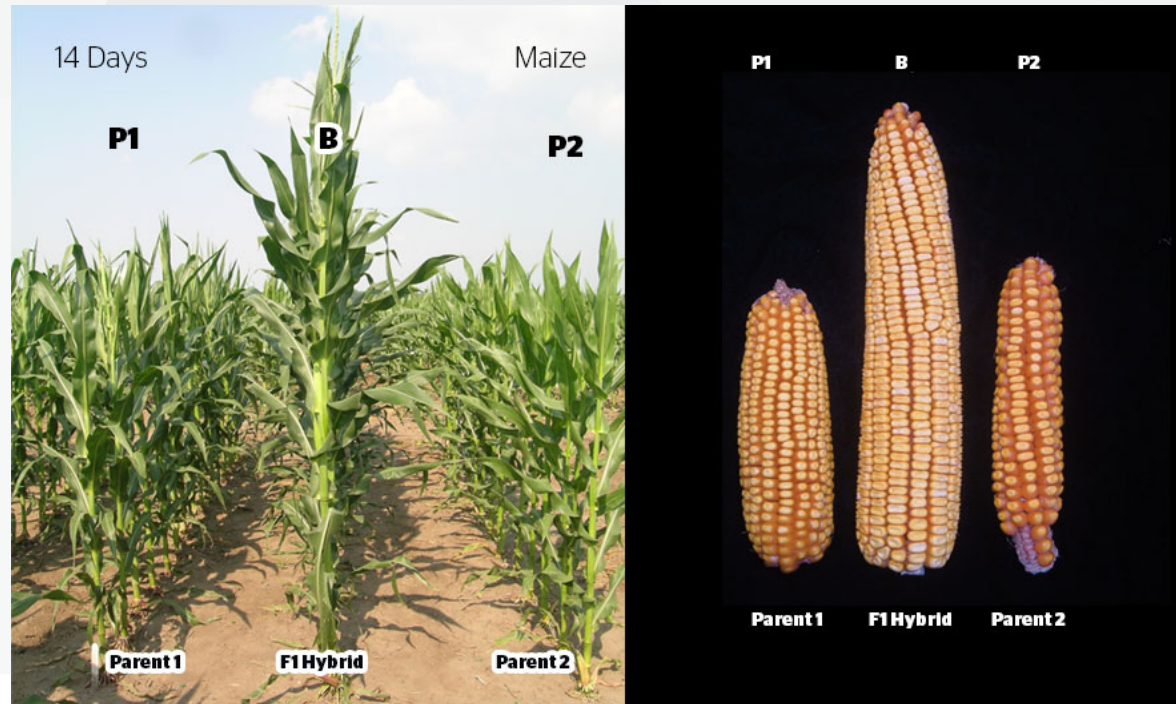 14 Days
Maize
P1
B
P2
Parent 1
F1 Hybrid
Parent 2
P1
B
P2
Parent 1
F1 Hybrid
Parent 2